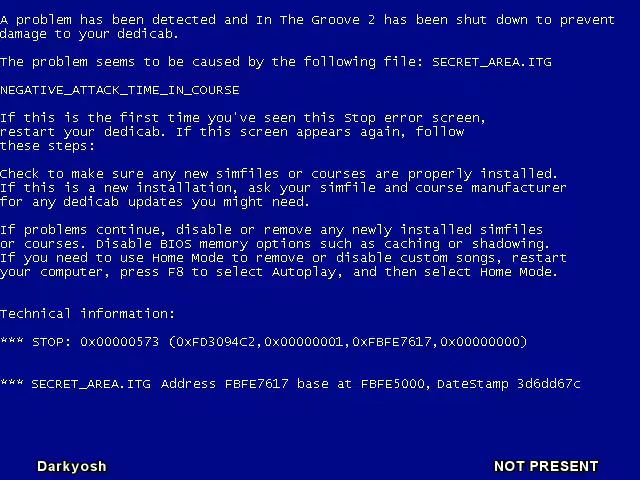 A problem has been detected and In The Groove 2 has been shut down to prevent
damage to your dedicab.
The problem seems to be caused by the following file: SECRET_AREA.ITG
NEGATIVE_ATTACK_TIME_IN_COURSE
If this is the first time you've seen this Stop error screen,
restart your dedicab. If this screen appears again, follow
these steps:
Check to make sure any new simfiles or courses are properly installed.
If this is a new installation, ask your simfile and course manufacturer
for any dedicab updates you might need.
If problems continue, disable or remove any newly installed simfiles
or courses. Disable BIOS memory options such as caching or shadowing.
If you need to use Home Mode to remove or disable custom songs, restart
your computer, press F8 to select Autoplay, and then select Home Mode.
Technical information:
*** STOP: 0x00000573 (0xFD3094C2,0x00000001,0xFBFE7617,0x00000000)
*** SECRET_AREA.ITG Address FBFE7617 base at FBFE5000, DateStamp 3d6dd67c
Darkyosh NOT PRESENT